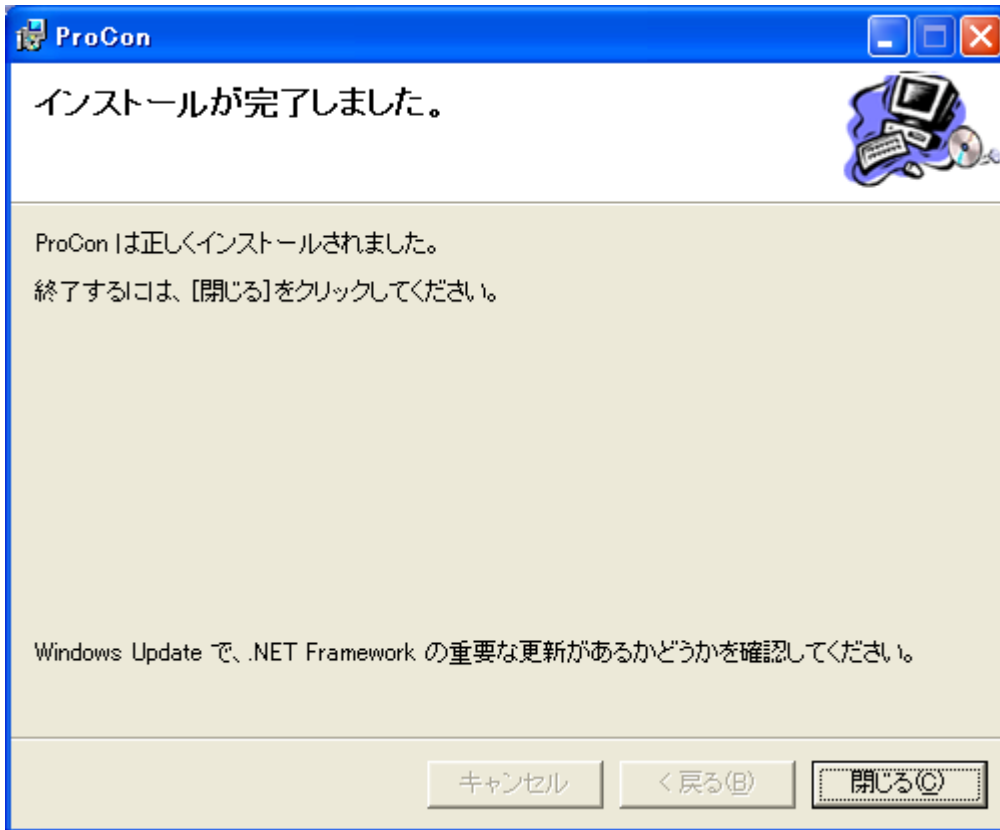 ProCon
インストールが完了しました。
ProCon は正しくインストールされました。
終了するには、[閉じる]をクリックしてください。
Windows Update で、.NET Framework の重要な更新があるかどうかを確認してください。
キャンセル
< 戻る(B)
閉じる(C)